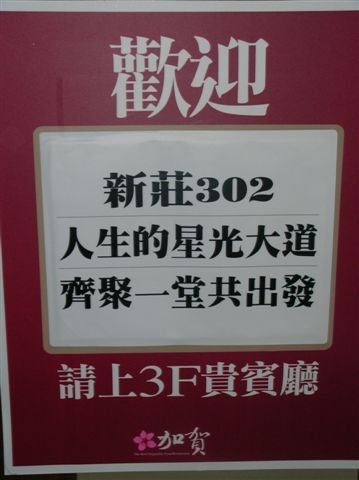 歡迎
新莊302
人生的星光大道
齊聚一堂共出發
請上3F貴賓廳
加賀